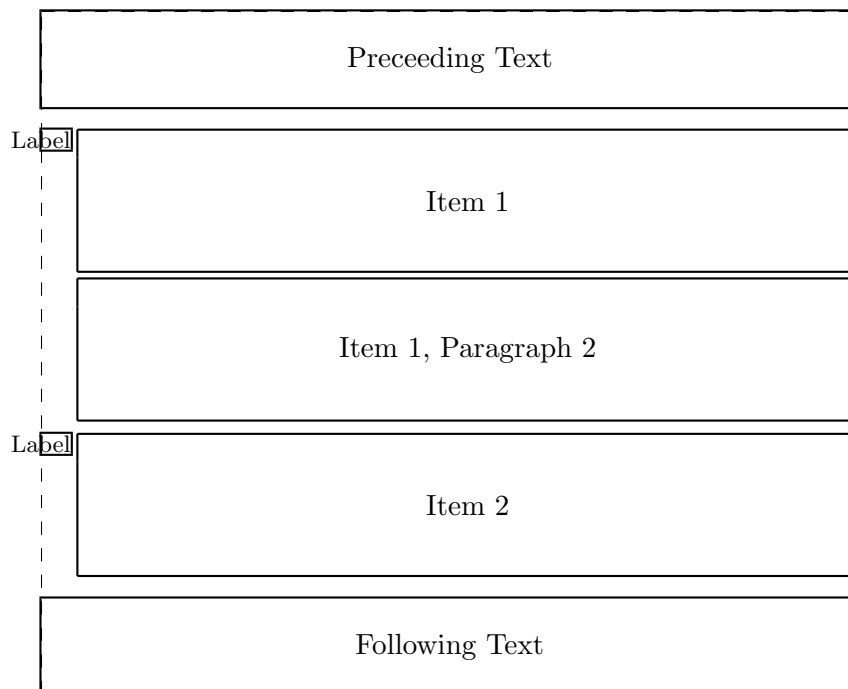 Preceeding Text
Label
Item 1
Item 1, Paragraph 2
Label
Item 2
Following Text